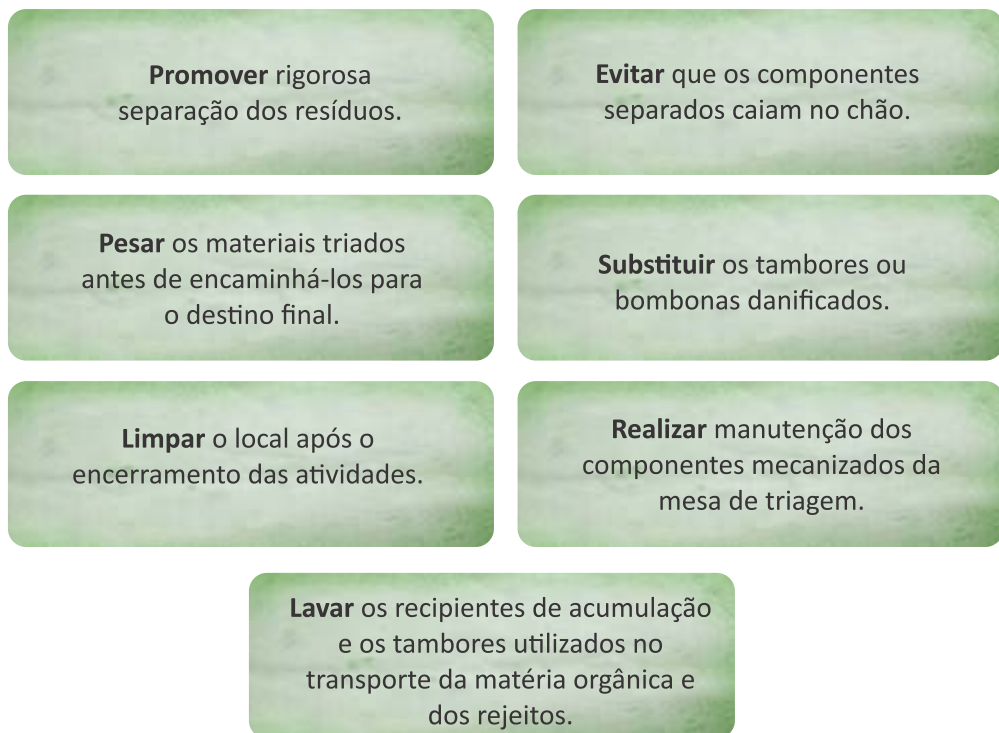 Promover rigorosa
separação dos resíduos.
Evitar que os componentes
separados caiam no chão.
Pesar os materiais triados
antes de encaminhá-los para
o destino final.
Substituir os tambores ou
bombonas danificados.
Limpar o local após o
encerramento das atividades.
Realizar manutenção dos
componentes mecanizados da
mesa de triagem.
Lavar os recipientes de acumulação
e os tambores utilizados no
transporte da matéria orgânica e
dos rejeitos.